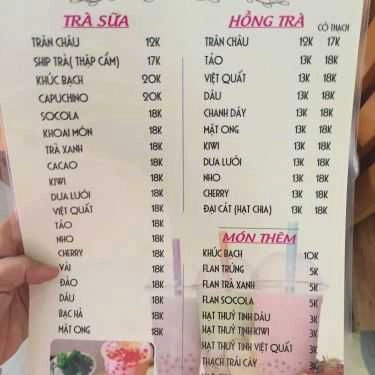 TRÀ SỮA
TRÂN CHÂU 12K
SHIP TRÀ( THẬP CẨM) 17K
KHÚC BẠCH 20K
CAPUCHINO 20K
SOCOLA 18K
KHOAI MÔN 18K
TRÀ XANH 18K
CACAO 18K
KIWI 18K
DƯA LƯỚI 18K
VIỆT QUẤT 18K
TÁO 18K
NHO 18K
CHERRY 18K
VẢI 18K
ĐÀO 18K
DÂU 18K
BẠC HÀ 18K
MẬT ONG 18K
HỒNG TRÀ CÓ THẠCH
TRÂN CHÂU 12K 17K
TÁO 13K 18K
VIỆT QUẤT 13K 18K
DÂU 13K 18K
CHANH DÂY 13K 18K
MẬT ONG 13K 18K
KIWI 13K 18K
DƯA LƯỚI 13K 18K
NHO 13K 18K
CHERRY 13K 18K
ĐẠI CÁT (HẠT CHIA) 13K 18K
MÓN THÊM
KHÚC BẠCH 10K
FLAN TRỨNG 5K
FLAN TRÀ XANH 5K
FLAN SOCOLA 5K
HẠT THUỶ TINH DÂU 3K
HẠT THUỶ TINH KIWI 3K
HẠT THUỶ TINH VIỆT QUẤT 3K
THẠCH TRÁI CÂY 3K